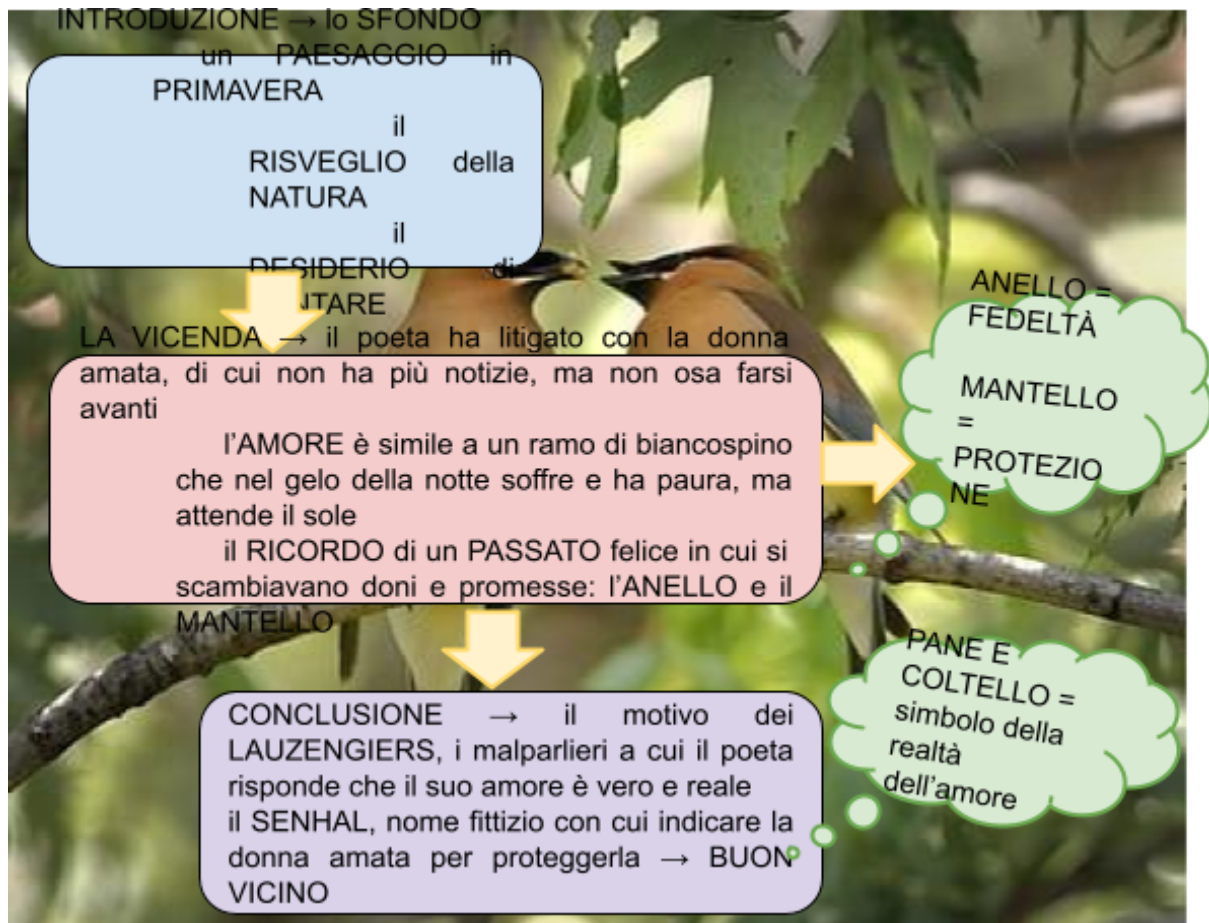 INTRODUZIONE → lo SFONDO
un PAESAGGIO in
PRIMAVERA
il
RISVEGLIO della
NATURA
il
DESIDERIO di
NTARE
LA VICENDA → il poeta ha litigato con la donna
amata, di cui non ha più notizie, ma non osa farsi
avanti
l’AMORE è simile a un ramo di biancospino
che nel gelo della notte soffre e ha paura, ma
attende il sole
il RICORDO di un PASSATO felice in cui si
scambiavano doni e promesse: l’ANELLO e il
MANTELLO
ANELLO =
FEDELTÀ
MANTELLO
=
PROTEZIO
NE
CONCLUSIONE → il motivo dei
LAUZENGIERS, i malparlieri a cui il poeta
risponde che il suo amore è vero e reale
il SENHAL, nome fittizio con cui indicare la
donna amata per proteggerla → BUON
VICINO
PANE E
COLTELLO =
simbolo della
realtà
dell’amore